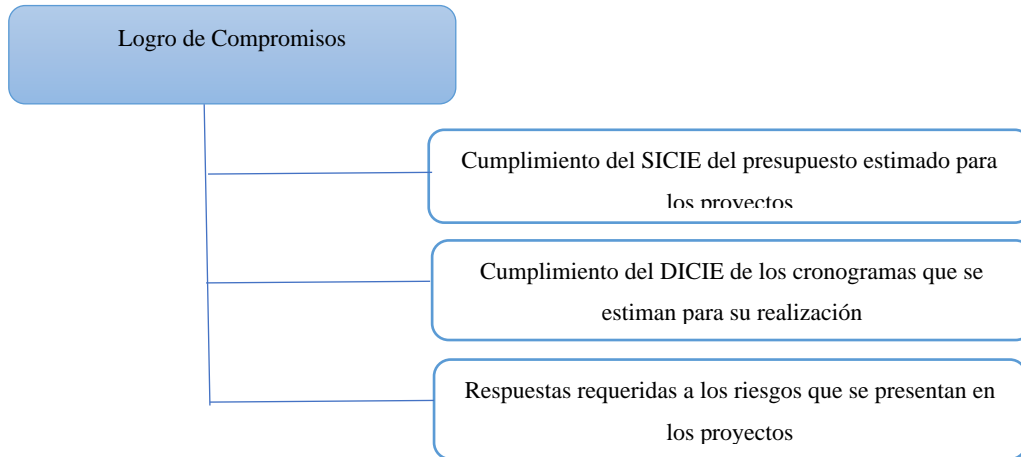 Logro de Compromisos
Cumplimiento del SICIE del presupuesto estimado para
los proyectos
Cumplimiento del DICIE de los cronogramas que se
estiman para su realización
Respuestas requeridas a los riesgos que se presentan en
los proyectos